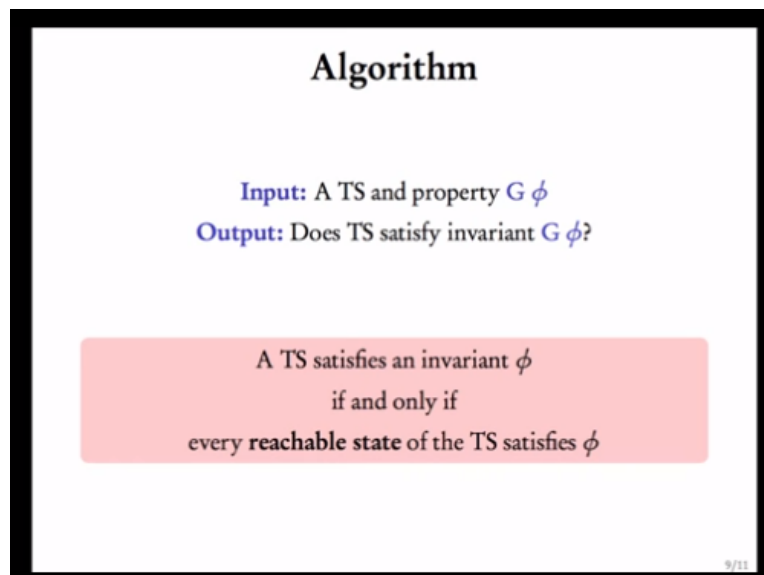 Algorithm
Input: A TS and property G ϕ
Output: Does TS satisfy invariant G ϕ?
A TS satisfies an invariant ϕ
if and only if
every reachable state of the TS satisfies ϕ
9/11